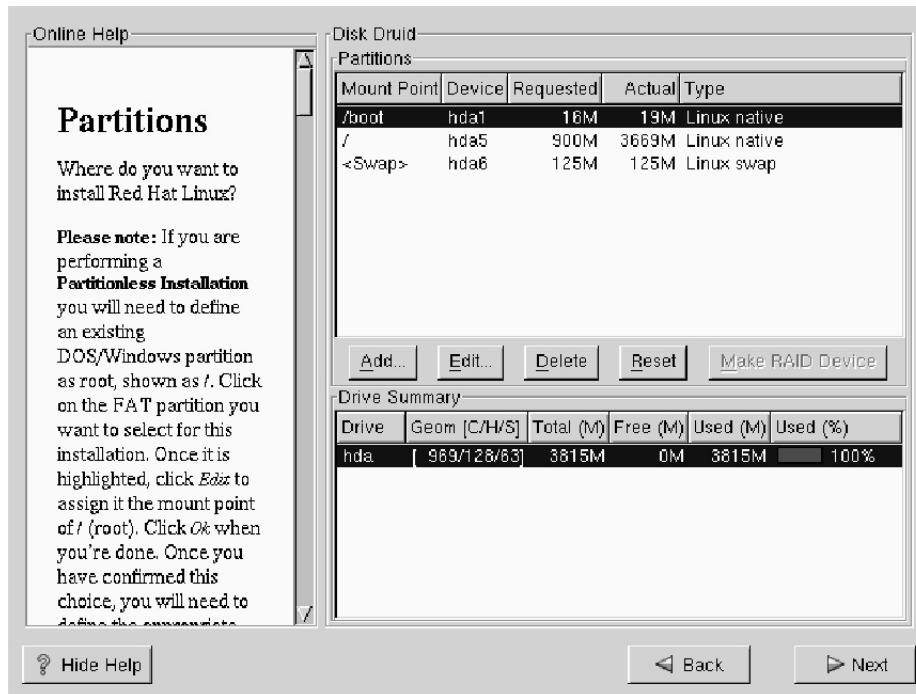 Online Help
Partitions
Where do you want to
install Red Hat Linux?
Please note: If you are
performing a
Partitionless Installation
you will need to define
an existing
DOS/Windows partition
as root, shown as /. Click
on the FAT partition you
want to select for this
installation. Once it is
highlighted, click Edit to
assign it the mount point
of / (root). Click Ok when
you're done. Once you
have confirmed this
choice, you will need to
define the appropriate
Disk Druid
Partitions
Mount Point Device Requested Actual Type
/boot hda1 16M 19M Linux native
/ hda5 900M 3669M Linux native
<Swap> hda6 125M 125M Linux swap
Add... Edit... Delete Reset Make RAID Device
Drive Summary
Drive Geom [C/H/S] Total (M) Free (M) Used (M) Used (%)
hda [ 969/128/63] 3815M 0M 3815M 100%
? Hide Help Back Next